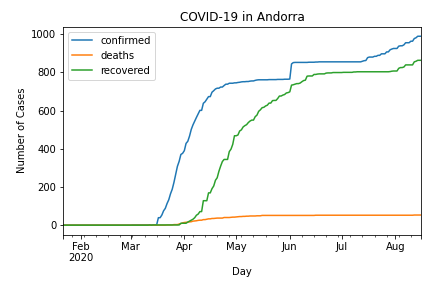 COVID-19 in Andorra
confirmed
deaths
recovered
Number of Cases
1000
800
600
400
200
0
Feb Mar Apr May Jun Jul Aug
2020
Day